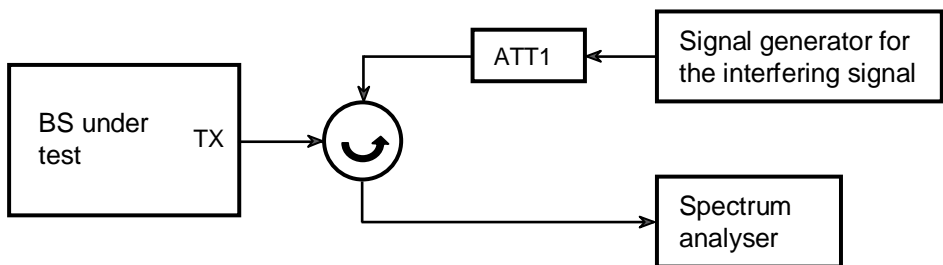 BS under
test
TX
ATT1
Signal generator for
the interfering signal
Spectrum
analyser